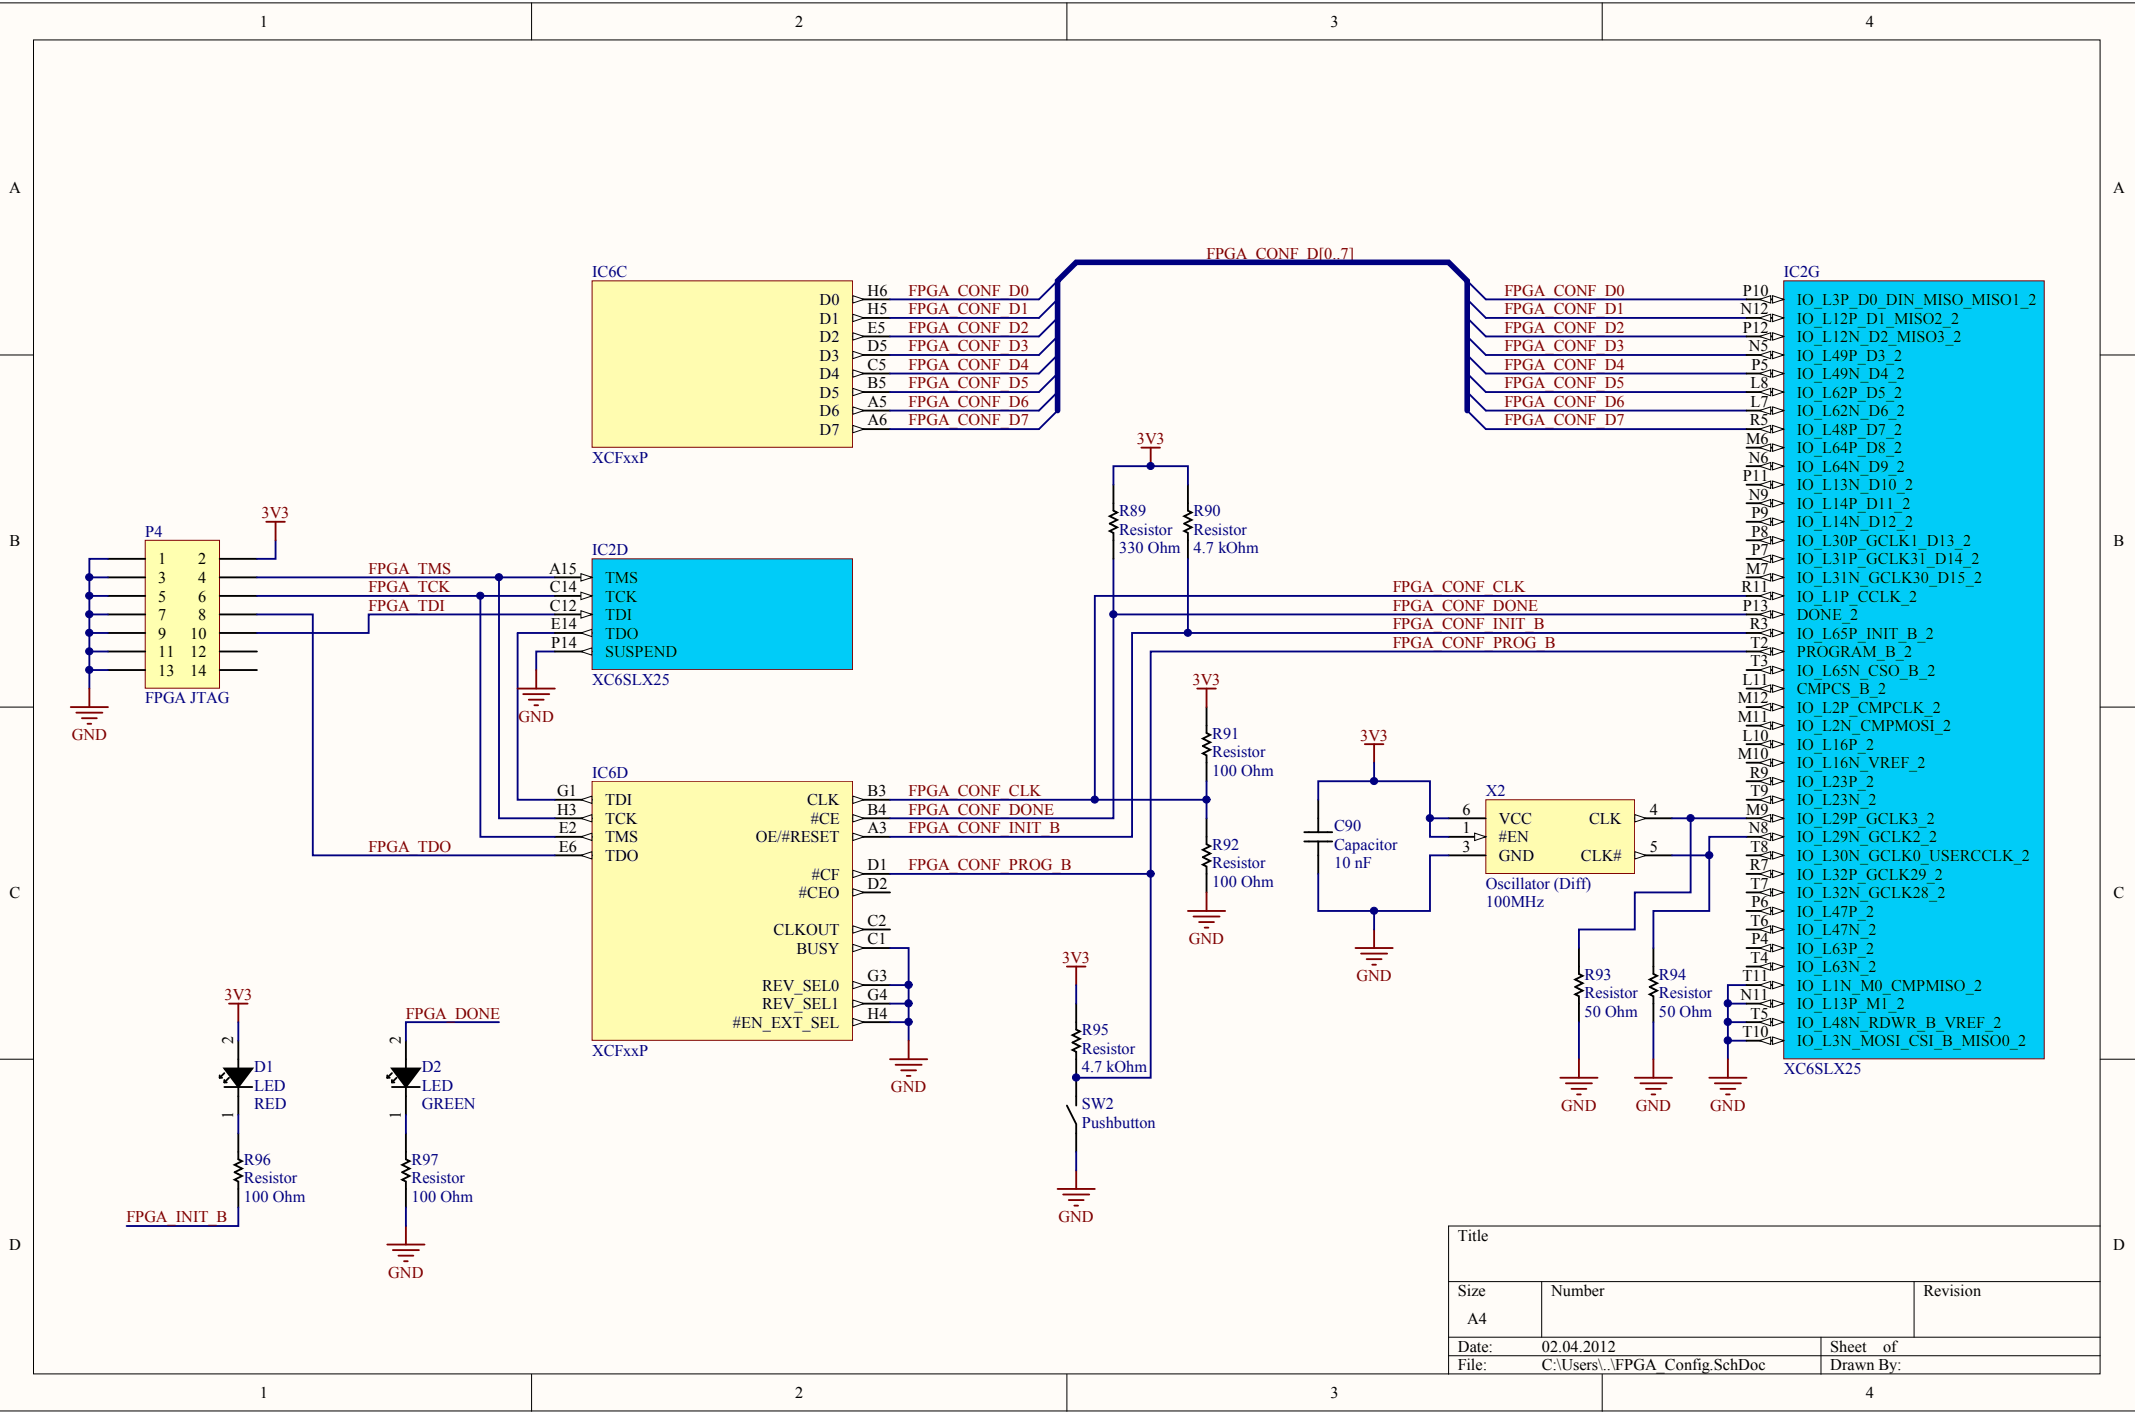 1 2 3 4
A A
B B
C C
D D
FPGA_CONF_D[0..7]
IC6C
D0 H6 FPGA_CONF_D0
D1 H5 FPGA_CONF_D1
D2 E5 FPGA_CONF_D2
D3 D5 FPGA_CONF_D3
D4 C5 FPGA_CONF_D4
D5 B5 FPGA_CONF_D5
D6 A5 FPGA_CONF_D6
D7 A6 FPGA_CONF_D7
XCFxxP
IC2G
FPGA_CONF_D0 P10 IO_L3P_D0_DIN_MISO_MISO1_2
FPGA_CONF_D1 N12 IO_L12P_D1_MISO2_2
FPGA_CONF_D2 P12 IO_L12N_D2_MISO3_2
FPGA_CONF_D3 N5 IO_L49P_D3_2
FPGA_CONF_D4 P5 IO_L49N_D4_2
FPGA_CONF_D5 L8 IO_L62P_D5_2
FPGA_CONF_D6 L7 IO_L62N_D6_2
FPGA_CONF_D7 R5 IO_L48P_D7_2
M6 IO_L64P_D8_2
N6 IO_L64N_D9_2
P11 IO_L13N_D10_2
N9 IO_L14P_D11_2
P9 IO_L14N_D12_2
P8 IO_L30P_GCLK1_D13_2
P7 IO_L31P_GCLK31_D14_2
M7 IO_L31N_GCLK30_D15_2
FPGA_CONF_CLK R11 IO_L1P_CCLK_2
FPGA_CONF_DONE P13 DONE_2
FPGA_CONF_INIT_B R3 IO_L65P_INIT_B_2
FPGA_CONF_PROG_B T2 PROGRAM_B_2
T3 IO_L65N_CSO_B_2
L11 CMPCS_B_2
M12 IO_L2P_CMPCLK_2
M11 IO_L2N_CMPMOSI_2
L10 IO_L16P_2
M10 IO_L16N_VREF_2
R9 IO_L23P_2
T9 IO_L23N_2
M9 IO_L29P_GCLK3_2
N8 IO_L29N_GCLK2_2
T8 IO_L30N_GCLK0_USERCCLK_2
R7 IO_L32P_GCLK29_2
T7 IO_L32N_GCLK28_2
P6 IO_L47P_2
T6 IO_L47N_2
P4 IO_L63P_2
T4 IO_L63N_2
T11 IO_L1N_M0_CMPMISO_2
N11 IO_L13P_M1_2
T5 IO_L48N_RDWR_B_VREF_2
T10 IO_L3N_MOSI_CSI_B_MISO0_2
XC6SLX25
GND
3V3
R89
Resistor
330 Ohm
R90
Resistor
4.7 kOhm
P4
3V3
1 2
3 4
5 6
7 8
9 10
11 12
13 14
FPGA JTAG
GND
FPGA_TMS
FPGA_TCK
FPGA_TDI
FPGA_TDO
IC2D
A15 TMS
C14 TCK
C12 TDI
E14 TDO
P14 SUSPEND
XC6SLX25
GND
IC6D
G1 TDI
H3 TCK
E2 TMS
E6 TDO
CLK B3 FPGA_CONF_CLK
#CE B4 FPGA_CONF_DONE
OE/#RESET A3 FPGA_CONF_INIT_B
#CF D1 FPGA_CONF_PROG_B
#CEO D2
CLKOUT C2
BUSY C1
REV_SEL0 G3
REV_SEL1 G4
#EN_EXT_SEL H4
XCFxxP
GND
3V3
R91
Resistor
100 Ohm
R92
Resistor
100 Ohm
GND
3V3
C90
Capacitor
10 nF
GND
X2
6 VCC CLK 4
1 #EN
3 GND CLK# 5
Oscillator (Diff)
100MHz
R93
Resistor
50 Ohm
GND
R94
Resistor
50 Ohm
GND
3V3
R95
Resistor
4.7 kOhm
SW2
Pushbutton
GND
3V3
2
D1
LED
RED
1
R96
Resistor
100 Ohm
FPGA_INIT_B
FPGA_DONE
2
D2
LED
GREEN
1
R97
Resistor
100 Ohm
GND
Title
Size Number Revision
A4
Date: 02.04.2012 Sheet of
File: C:\Users\..\FPGA_Config.SchDoc Drawn By:
1 2 3 4